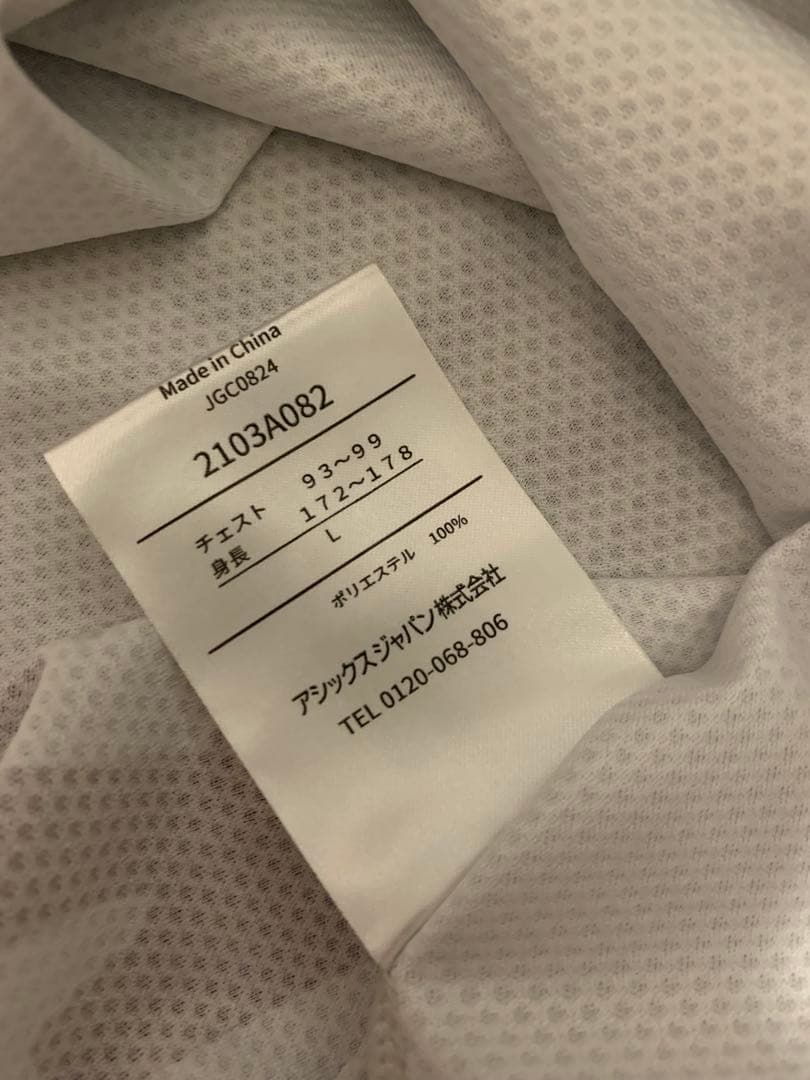 Made in China
JGC0824
2103A082
チェスト 93～99
身長 172～178
L
ポリエステル 100%
アシックスジャパン株式会社
TEL 0120-068-806